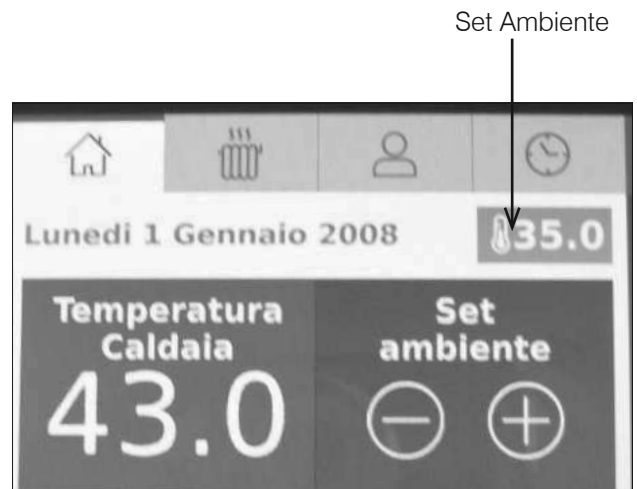 Set Ambiente
Lunedi 1 Gennaio 2008
35.0
Temperatura
Caldaia
43.0
Set
ambiente